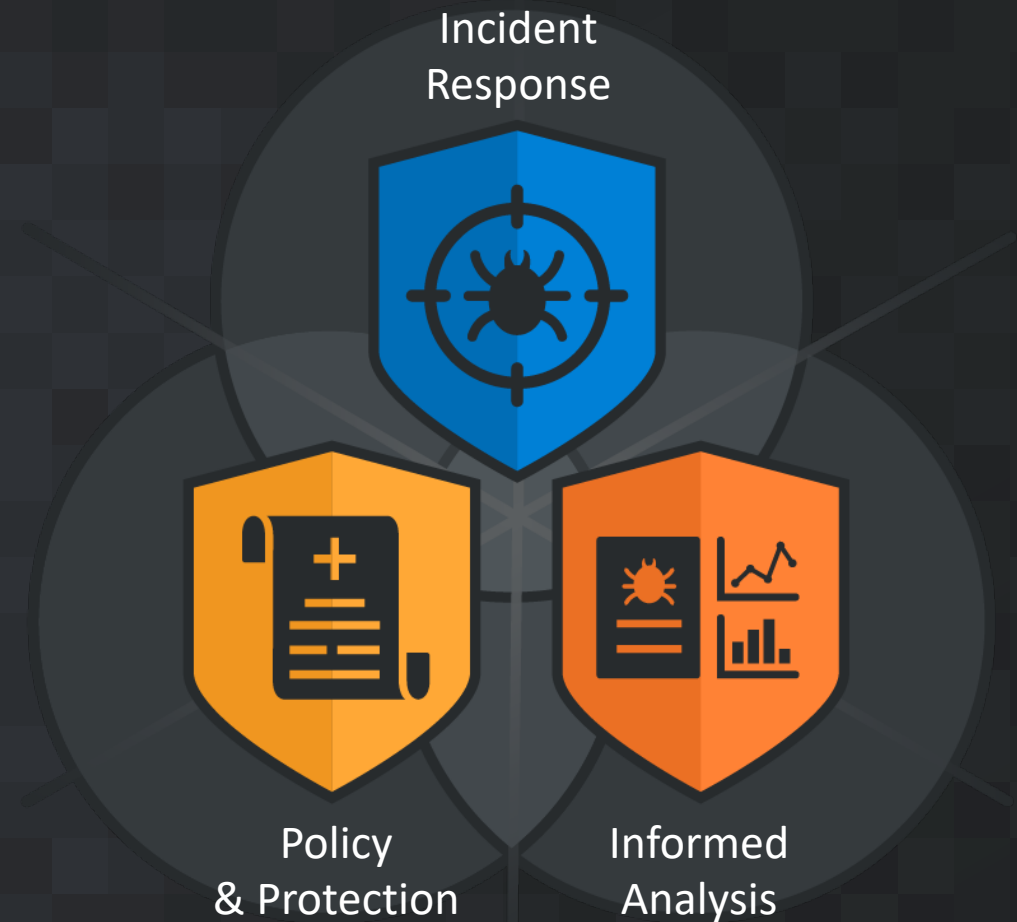 Incident
Response
Policy
& Protection
Informed
Analysis